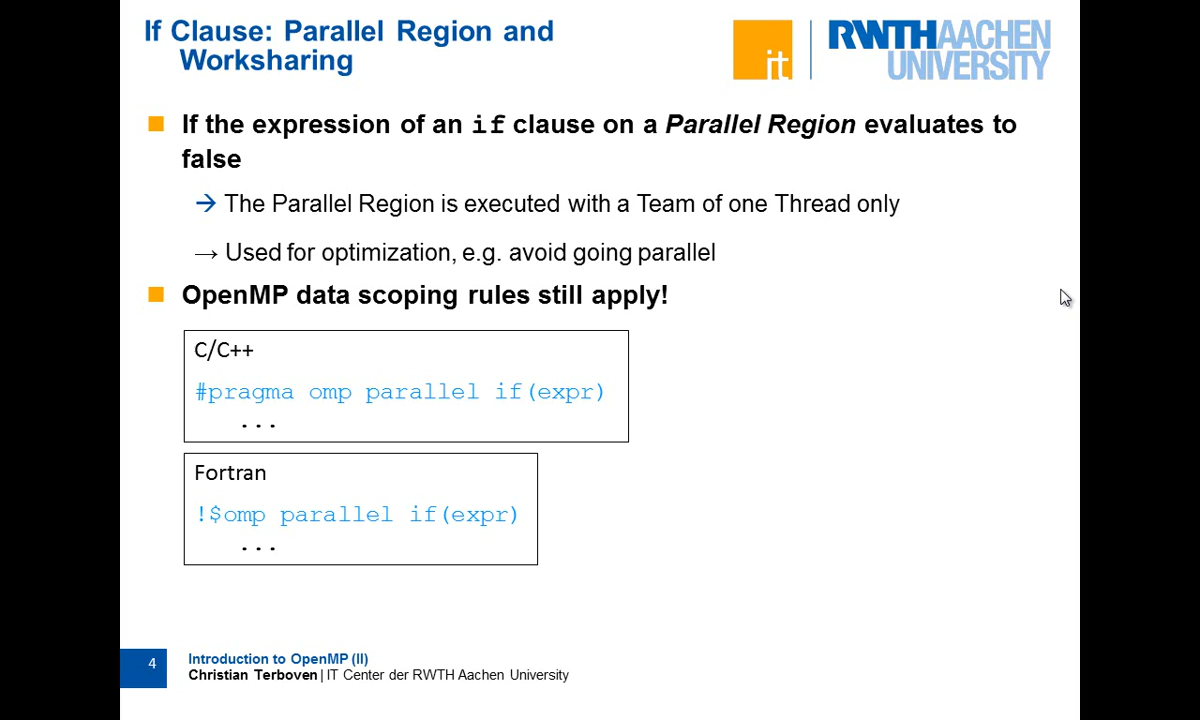 If Clause: Parallel Region and
Worksharing
it
RWTHAACHEN
UNIVERSITY
If the expression of an if clause on a Parallel Region evaluates to
false
→ The Parallel Region is executed with a Team of one Thread only
→ Used for optimization, e.g. avoid going parallel
OpenMP data scoping rules still apply!
C/C++
#pragma omp parallel if(expr)
...
Fortran
!$omp parallel if(expr)
...
4
Introduction to OpenMP (II)
Christian Terboven | IT Center der RWTH Aachen University